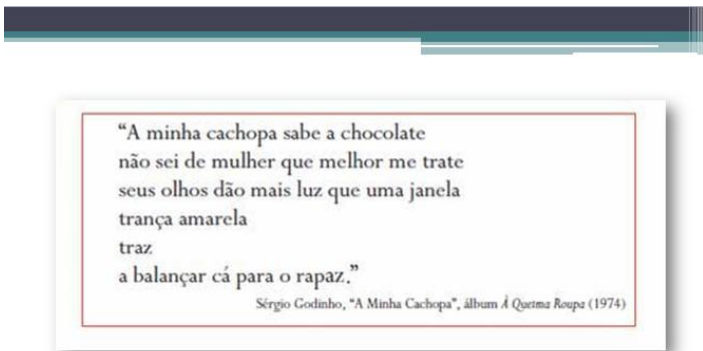 “A minha cachopa sabe a chocolate
não sei de mulher que melhor me trate
seus olhos dão mais luz que uma janela
trança amarela
traz
a balançar cá para o rapaz.”
Sérgio Godinho, “A Minha Cachopa”, álbum À Queima Roupa (1974)